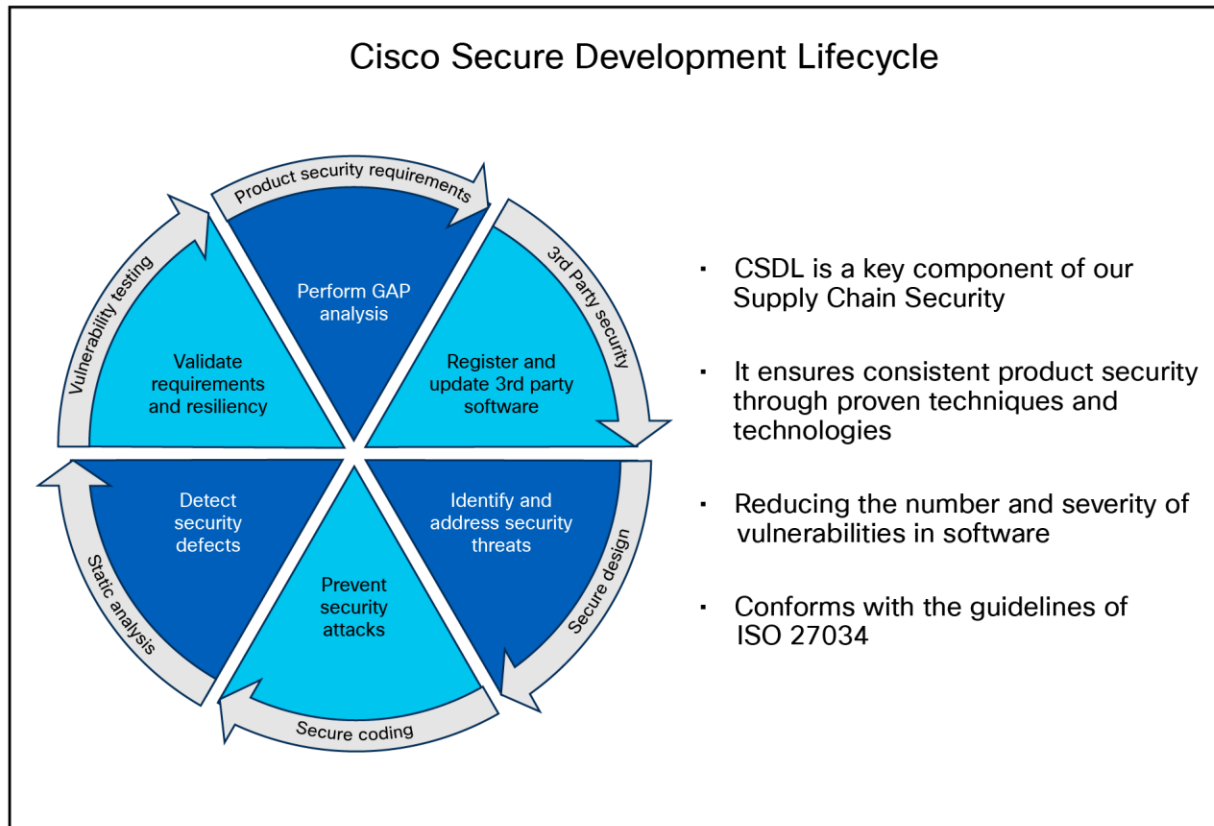 Cisco Secure Development Lifecycle
Product security requirements
Perform GAP
analysis
3rd Party security
Register and
update 3rd party
software
Secure design
Identify and
address security
threats
Secure coding
Prevent
security
attacks
Static analysis
Detect
security
defects
Vulnerability testing
Validate
requirements
and resiliency
· CSDL is a key component of our
Supply Chain Security
· It ensures consistent product security
through proven techniques and
technologies
· Reducing the number and severity of
vulnerabilities in software
· Conforms with the guidelines of
ISO 27034